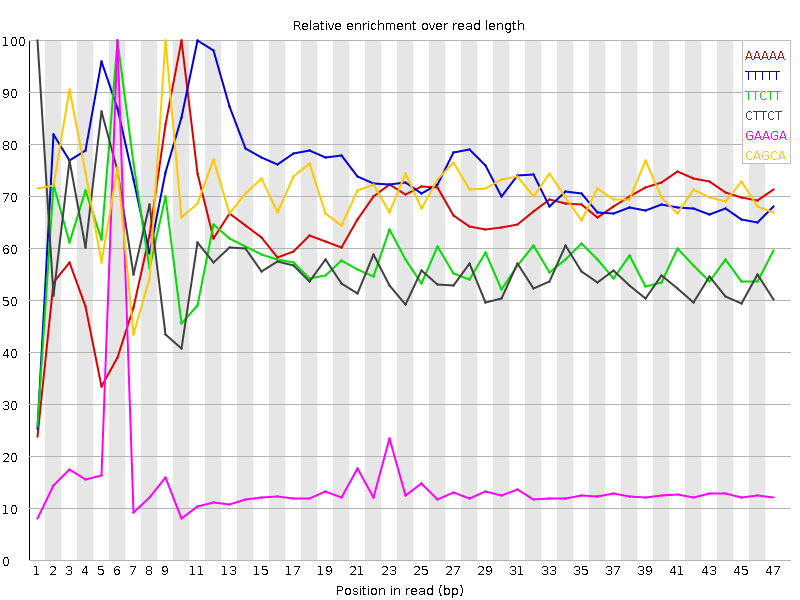 Relative enrichment over read length
100
90
80
70
60
50
40
30
20
10
0
AAAAA
TTTTT
TTCTT
CTTCT
GAAGA
CAGCA
1 2 3 4 5 6 7 8 9 11 13 15 17 19 21 23 25 27 29 31 33 35 37 39 41 43 45 47
Position in read (bp)